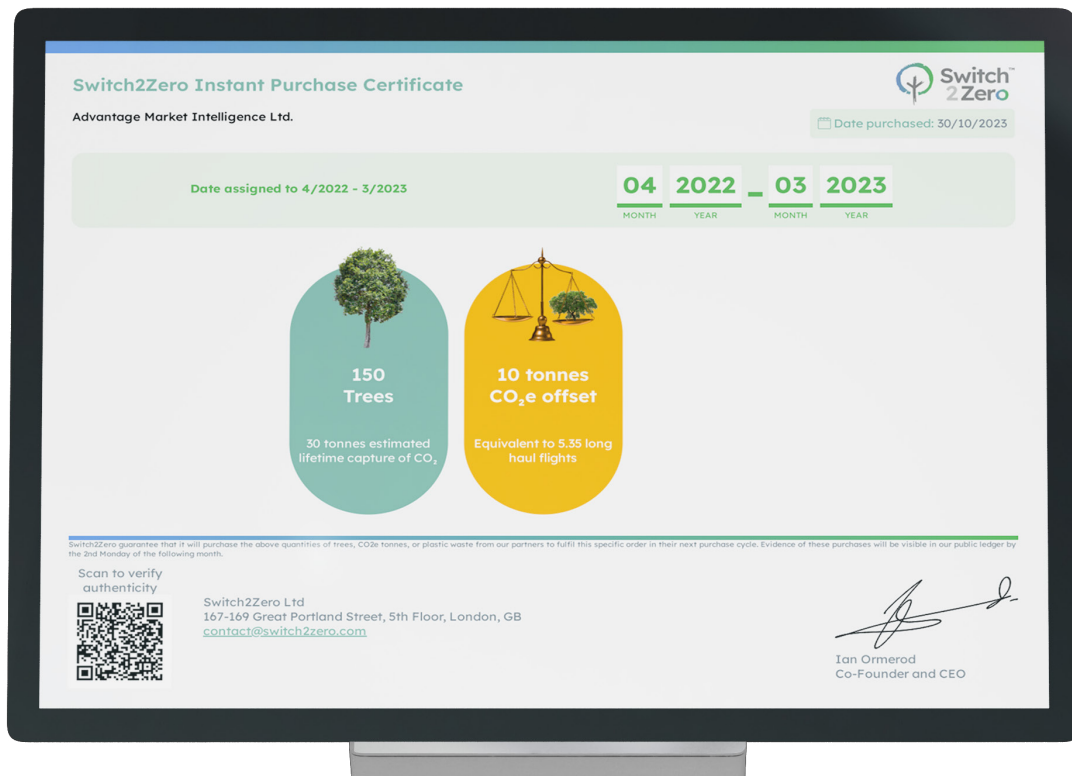 Switch2Zero Instant Purchase Certificate
Switch™
2Zero
Advantage Market Intelligence Ltd.
Date purchased: 30/10/2023
Date assigned to 4/2022 - 3/2023
04 2022 - 03 2023
MONTH YEAR MONTH YEAR
150
Trees
30 tonnes estimated
lifetime capture of CO₂
10 tonnes
CO₂e offset
Equivalent to 5.35 long
haul flights
Switch2Zero guarantee that it will purchase the above quantities of trees, CO2e tonnes, or plastic waste from our partners to fulfil this specific order in their next purchase cycle. Evidence of these purchases will be visible in our public ledger by
the 2nd Monday of the following month.
Scan to verify
authenticity
Switch2Zero Ltd
167-169 Great Portland Street, 5th Floor, London, GB
contact@switch2zero.com
Ian Ormerod
Co-Founder and CEO